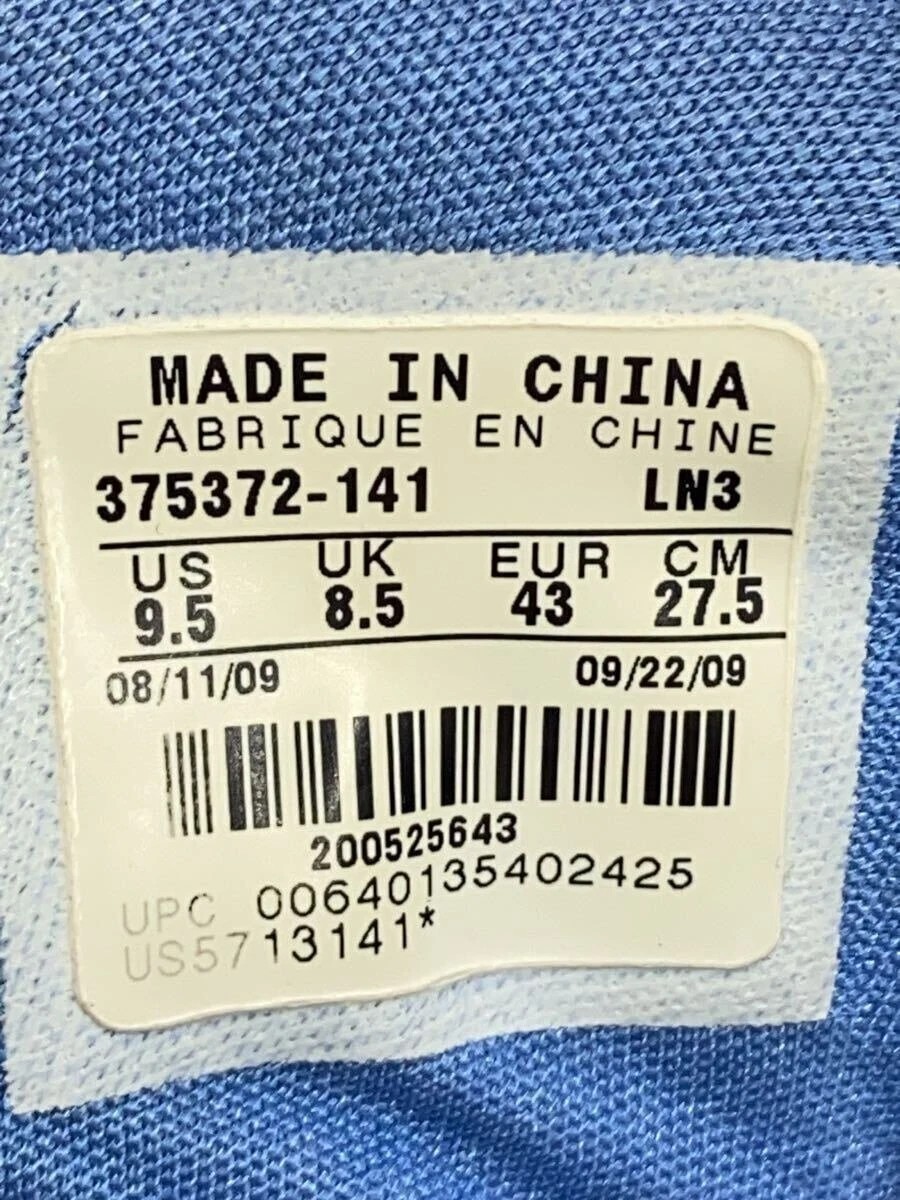 MADE IN CHINA
FABRIQUE EN CHINE
375372-141 LN3
US UK EUR CM
9.5 8.5 43 27.5
08/11/09 09/22/09
200525643
UPC 00640135402425
US5713141*